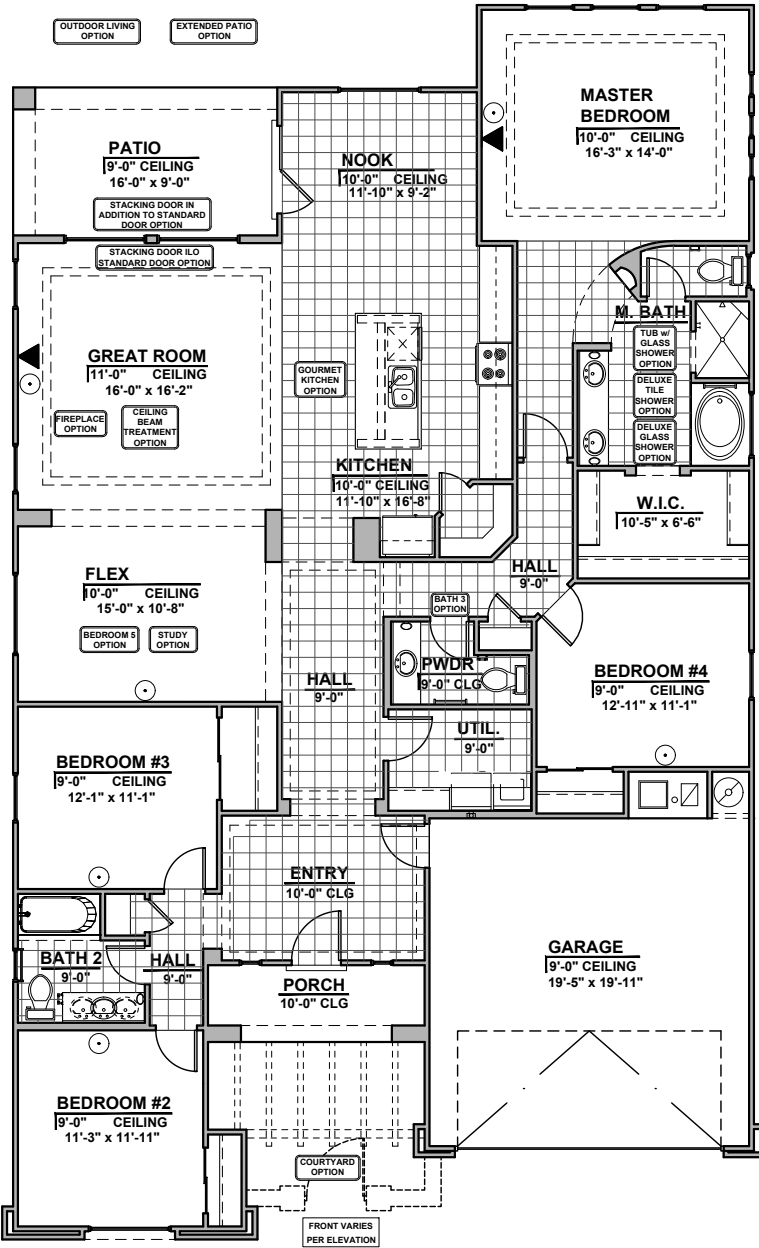 OUTDOOR LIVING
OPTION
EXTENDED PATIO
OPTION
MASTER
BEDROOM
10'-0" CEILING
16'-3" x 14'-0"
PATIO
9'-0" CEILING
16'-0" x 9'-0"
STACKING DOOR IN
ADDITION TO STANDARD
DOOR OPTION
NOOK
10'-0" CEILING
11'-10" x 9'-2"
STACKING DOOR ILO
STANDARD DOOR OPTION
GREAT ROOM
11'-0" CEILING
16'-0" x 16'-2"
FIREPLACE
OPTION
CEILING
BEAM
TREATMENT
OPTION
GOURMET
KITCHEN
OPTION
M. BATH
TUB w/
GLASS
SHOWER
OPTION
DELUXE
TILE
SHOWER
OPTION
DELUXE
GLASS
SHOWER
OPTION
KITCHEN
10'-0" CEILING
11'-10" x 16'-8"
W.I.C.
10'-5" x 6'-6"
FLEX
10'-0" CEILING
15'-0" x 10'-8"
BEDROOM 5
OPTION
STUDY
OPTION
HALL
9'-0"
BATH 3
OPTION
PWDR
9'-0" CLG
BEDROOM #4
9'-0" CEILING
12'-11" x 11'-1"
HALL
9'-0"
UTIL.
9'-0"
BEDROOM #3
9'-0" CEILING
12'-1" x 11'-1"
ENTRY
10'-0" CLG
BATH 2
9'-0"
HALL
9'-0"
PORCH
10'-0" CLG
GARAGE
9'-0" CEILING
19'-5" x 19'-11"
BEDROOM #2
9'-0" CEILING
11'-3" x 11'-11"
COURTYARD
OPTION
FRONT VARIES
PER ELEVATION